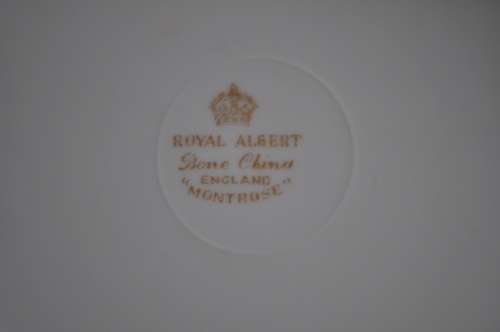 ROYAL ALBERT
Bone China
ENGLAND
"MONTROSE"